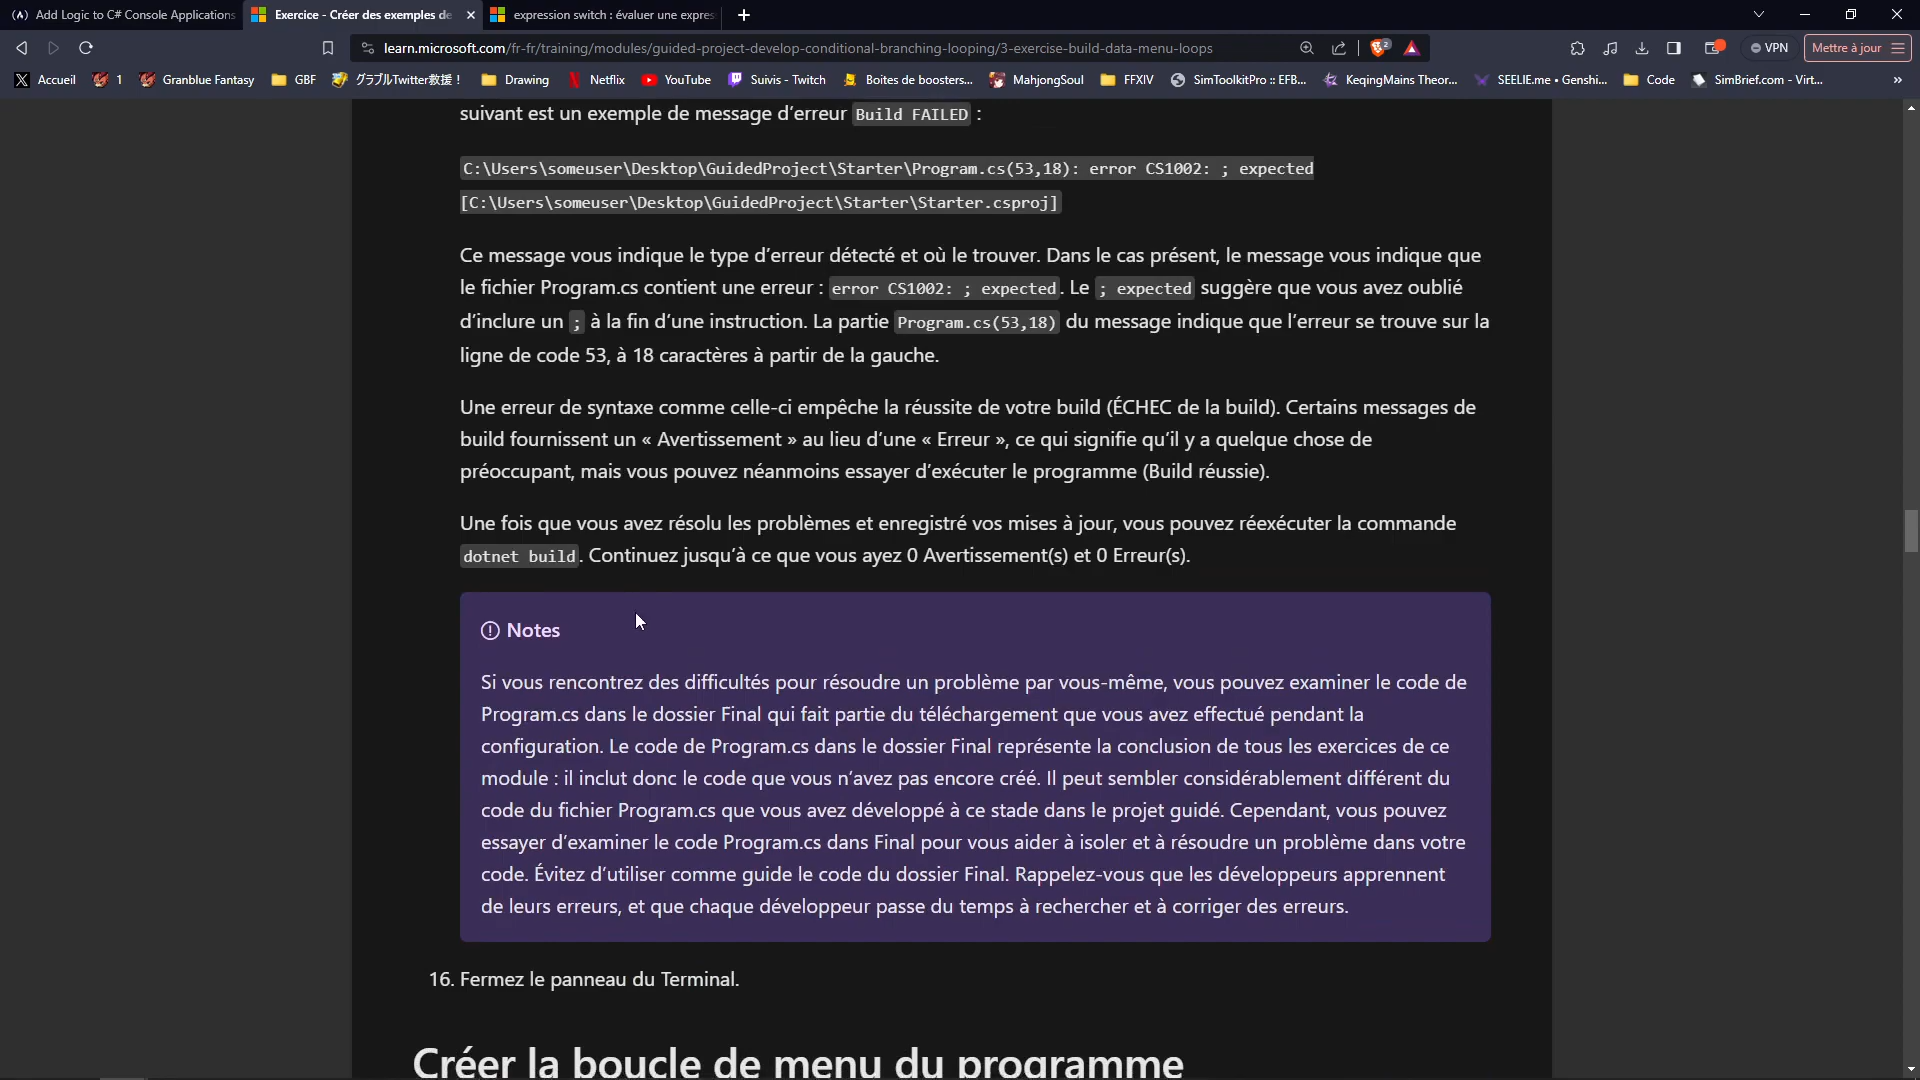 Add Logic to C# Console Applications
Exercice - Créer des exemples de
expression switch : évaluer une expres
learn.microsoft.com/fr-fr/training/modules/guided-project-develop-conditional-branching-looping/3-exercise-build-data-menu-loops
2
VPN
Mettre à jour
Accueil
1
Granblue Fantasy
GBF
グラブルTwitter救援！
Drawing
Netflix
YouTube
Suivis - Twitch
Boites de boosters...
MahjongSoul
FFXIV
SimToolkitPro :: EFB...
KeqingMains Theor...
SEELIE.me • Genshi...
Code
SimBrief.com - Virt...
»
suivant est un exemple de message d’erreur Build FAILED :
C:\Users\someuser\Desktop\GuidedProject\Starter\Program.cs(53,18): error CS1002: ; expected
[C:\Users\someuser\Desktop\GuidedProject\Starter\Starter.csproj]
Ce message vous indique le type d’erreur détecté et où le trouver. Dans le cas présent, le message vous indique que
le fichier Program.cs contient une erreur : error CS1002: ; expected. Le ; expected suggère que vous avez oublié
d’inclure un ; à la fin d’une instruction. La partie Program.cs(53,18) du message indique que l’erreur se trouve sur la
ligne de code 53, à 18 caractères à partir de la gauche.
Une erreur de syntaxe comme celle-ci empêche la réussite de votre build (ÉCHEC de la build). Certains messages de
build fournissent un « Avertissement » au lieu d’une « Erreur », ce qui signifie qu’il y a quelque chose de
préoccupant, mais vous pouvez néanmoins essayer d’exécuter le programme (Build réussie).
Une fois que vous avez résolu les problèmes et enregistré vos mises à jour, vous pouvez réexécuter la commande
dotnet build. Continuez jusqu’à ce que vous ayez 0 Avertissement(s) et 0 Erreur(s).
Notes
Si vous rencontrez des difficultés pour résoudre un problème par vous-même, vous pouvez examiner le code de
Program.cs dans le dossier Final qui fait partie du téléchargement que vous avez effectué pendant la
configuration. Le code de Program.cs dans le dossier Final représente la conclusion de tous les exercices de ce
module : il inclut donc le code que vous n’avez pas encore créé. Il peut sembler considérablement différent du
code du fichier Program.cs que vous avez développé à ce stade dans le projet guidé. Cependant, vous pouvez
essayer d’examiner le code Program.cs dans Final pour vous aider à isoler et à résoudre un problème dans votre
code. Évitez d’utiliser comme guide le code du dossier Final. Rappelez-vous que les développeurs apprennent
de leurs erreurs, et que chaque développeur passe du temps à rechercher et à corriger des erreurs.
16. Fermez le panneau du Terminal.
Créer la boucle de menu du programme